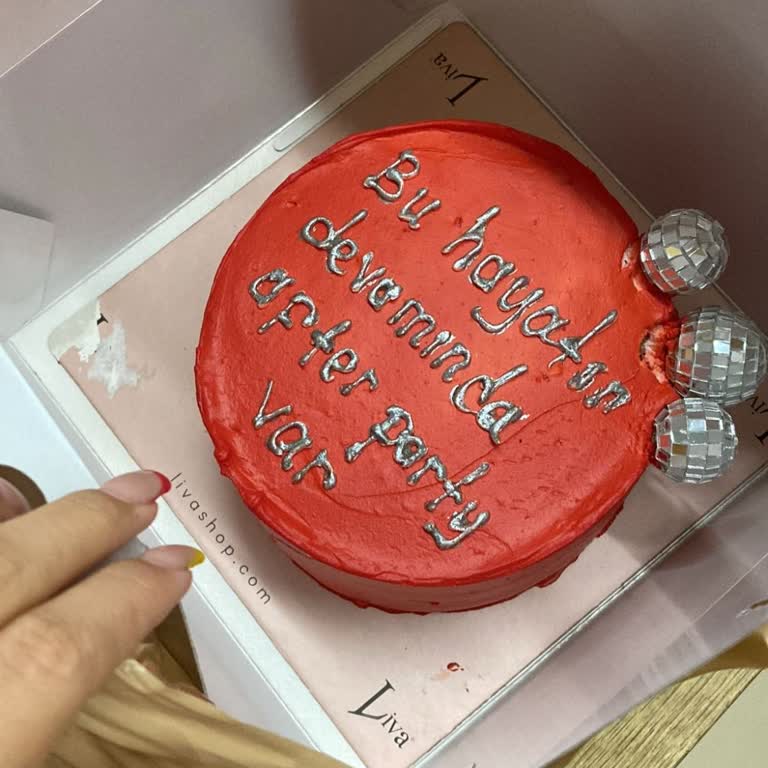 Liva
Bu hayatın
devamında
after party
var
livashop.com
Liva